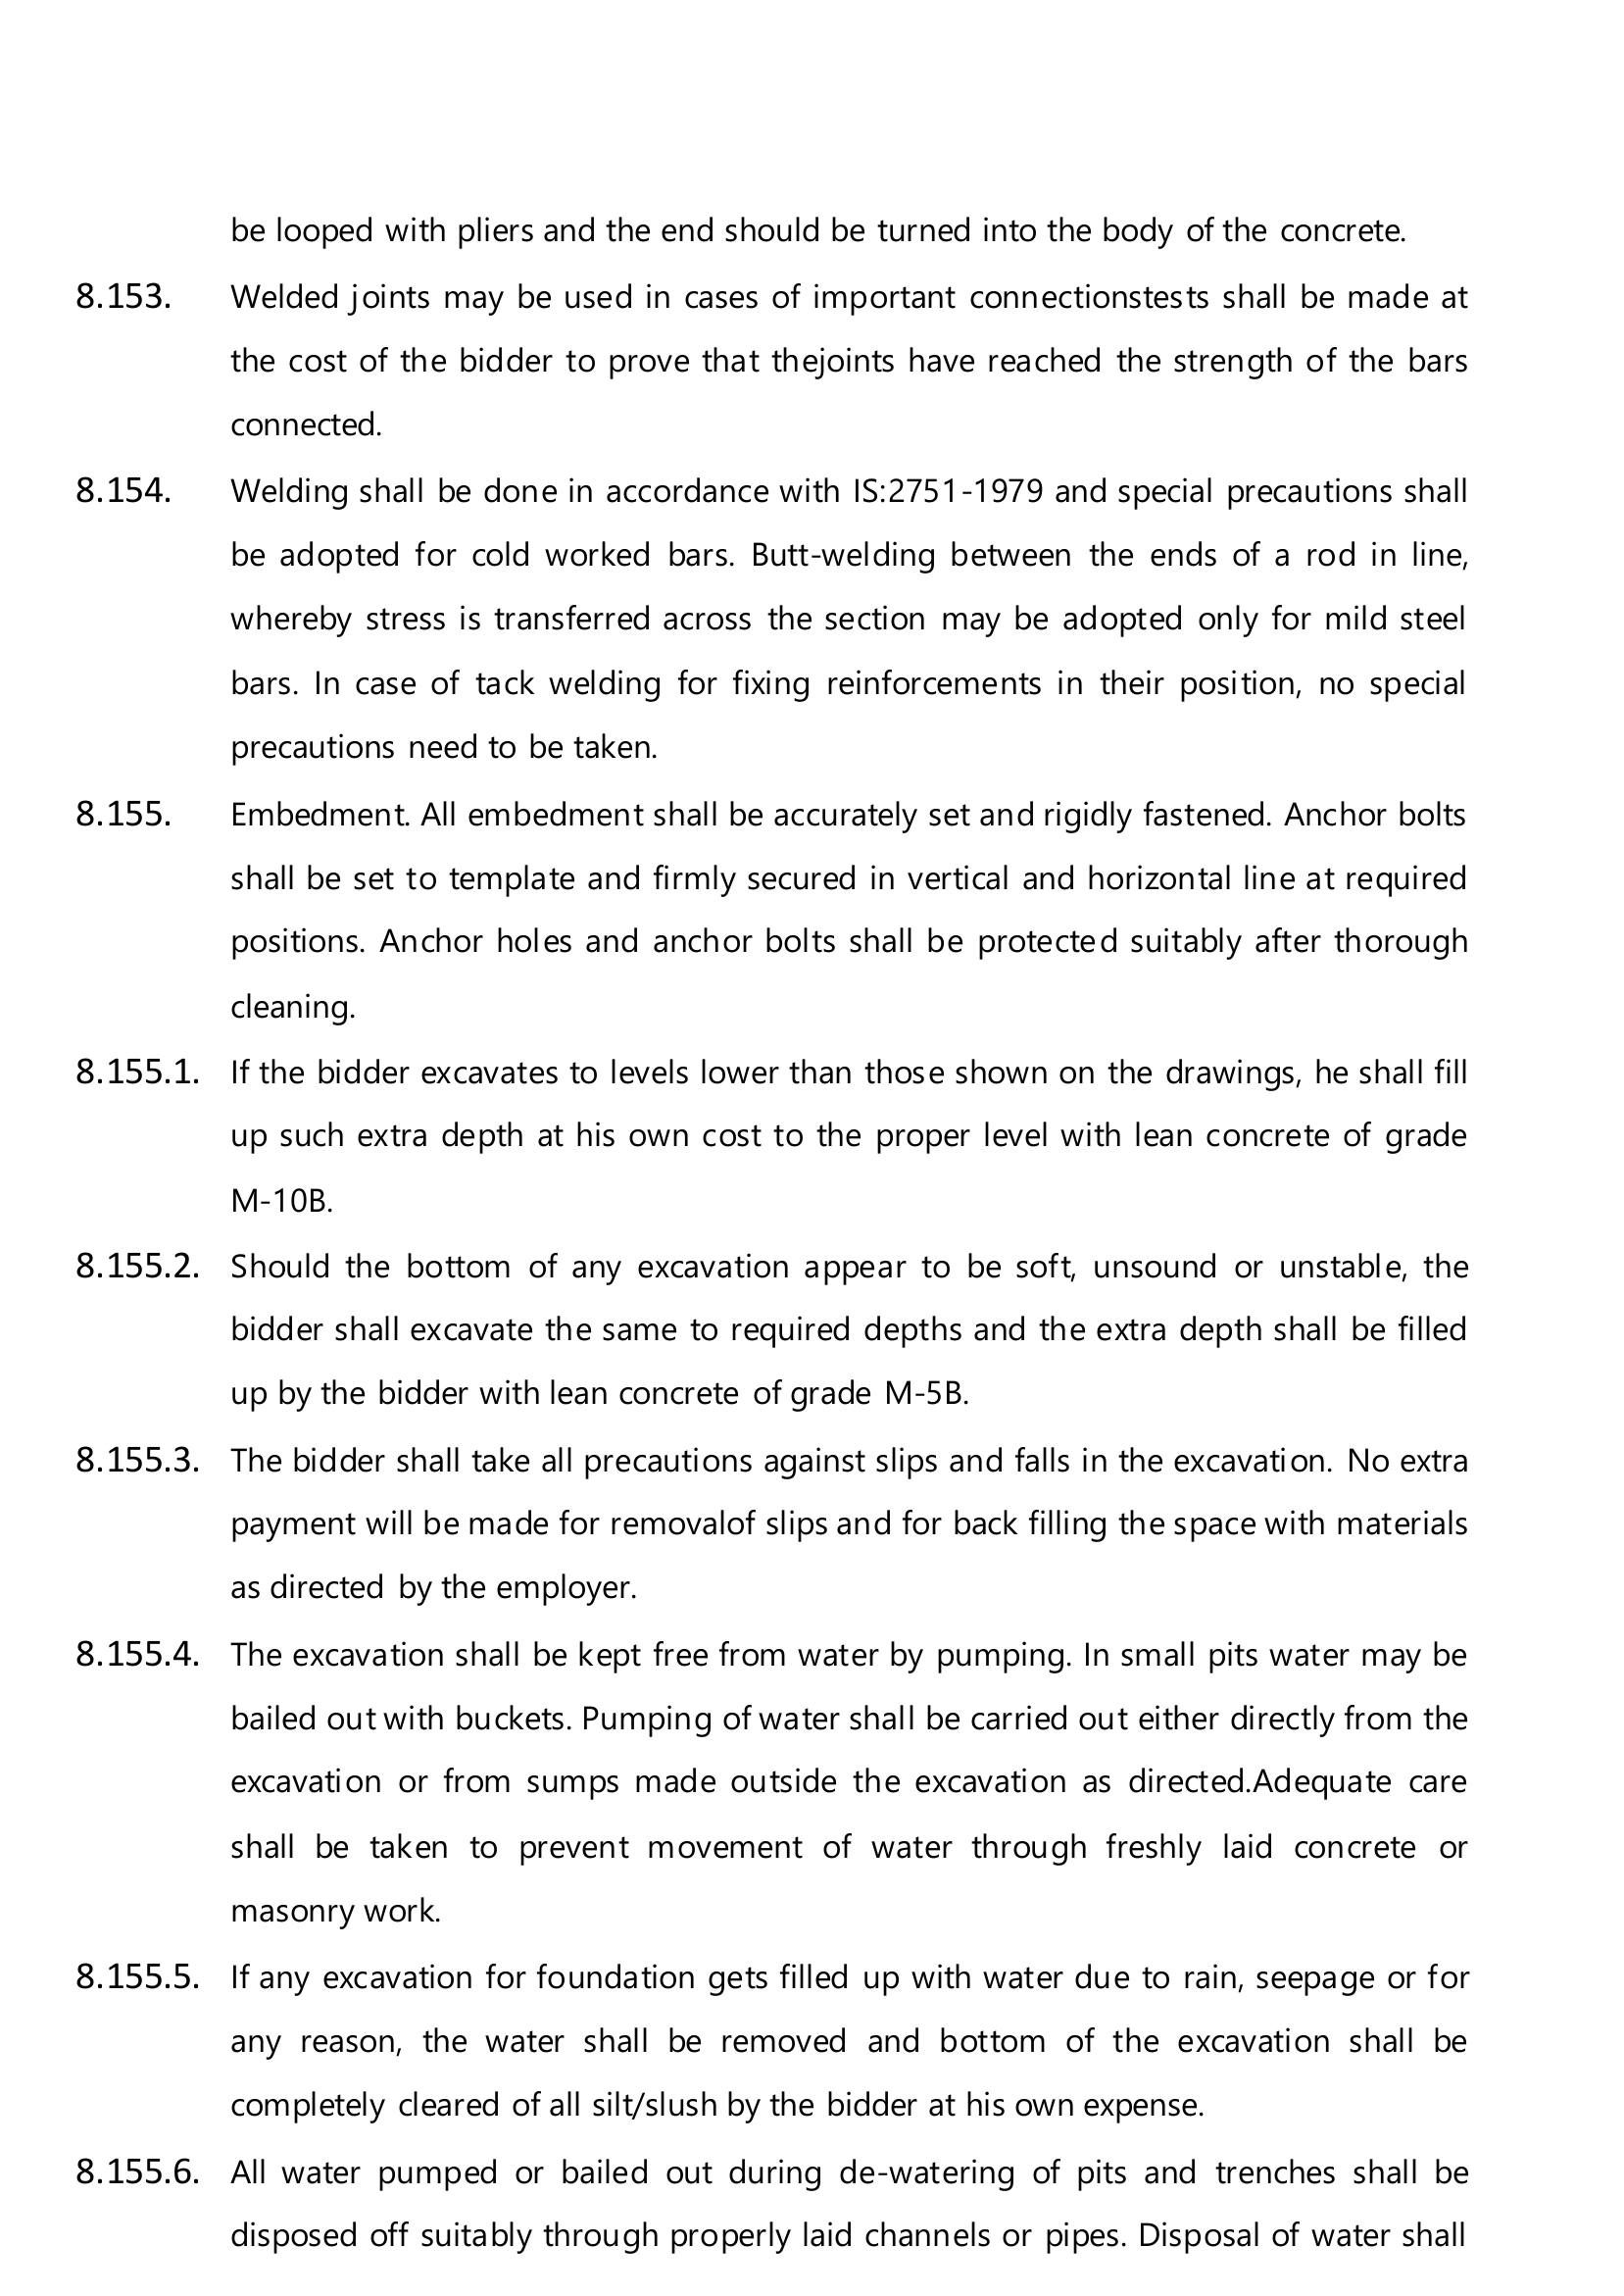 be looped with pliers and the end should be turned into the body of the concrete.
8.153. Welded joints may be used in cases of important connectionstests shall be made at
the cost of the bidder to prove that thejoints have reached the strength of the bars
connected.
8.154. Welding shall be done in accordance with IS:2751-1979 and special precautions shall
be adopted for cold worked bars. Butt-welding between the ends of a rod in line,
whereby stress is transferred across the section may be adopted only for mild steel
bars. In case of tack welding for fixing reinforcements in their position, no special
precautions need to be taken.
8.155. Embedment. All embedment shall be accurately set and rigidly fastened. Anchor bolts
shall be set to template and firmly secured in vertical and horizontal line at required
positions. Anchor holes and anchor bolts shall be protected suitably after thorough
cleaning.
8.155.1. If the bidder excavates to levels lower than those shown on the drawings, he shall fill
up such extra depth at his own cost to the proper level with lean concrete of grade
M-10B.
8.155.2. Should the bottom of any excavation appear to be soft, unsound or unstable, the
bidder shall excavate the same to required depths and the extra depth shall be filled
up by the bidder with lean concrete of grade M-5B.
8.155.3. The bidder shall take all precautions against slips and falls in the excavation. No extra
payment will be made for removalof slips and for back filling the space with materials
as directed by the employer.
8.155.4. The excavation shall be kept free from water by pumping. In small pits water may be
bailed out with buckets. Pumping of water shall be carried out either directly from the
excavation or from sumps made outside the excavation as directed.Adequate care
shall be taken to prevent movement of water through freshly laid concrete or
masonry work.
8.155.5. If any excavation for foundation gets filled up with water due to rain, seepage or for
any reason, the water shall be removed and bottom of the excavation shall be
completely cleared of all silt/slush by the bidder at his own expense.
8.155.6. All water pumped or bailed out during de-watering of pits and trenches shall be
disposed off suitably through properly laid channels or pipes. Disposal of water shall